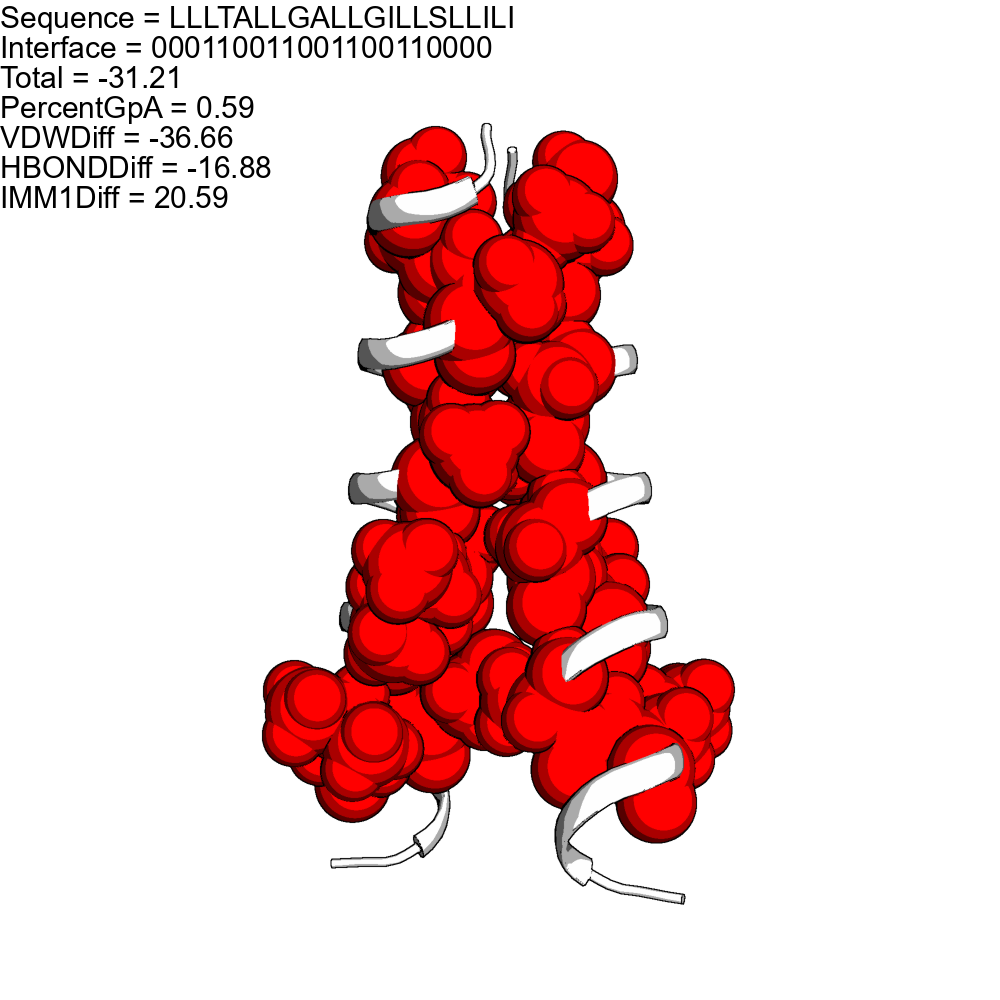 Sequence = LLLTALLGALLGILLSLLILI
Interface = 000110011001100110000
Total = -31.21
PercentGpA = 0.59
VDWDiff = -36.66
HBONDDiff = -16.88
IMM1Diff = 20.59